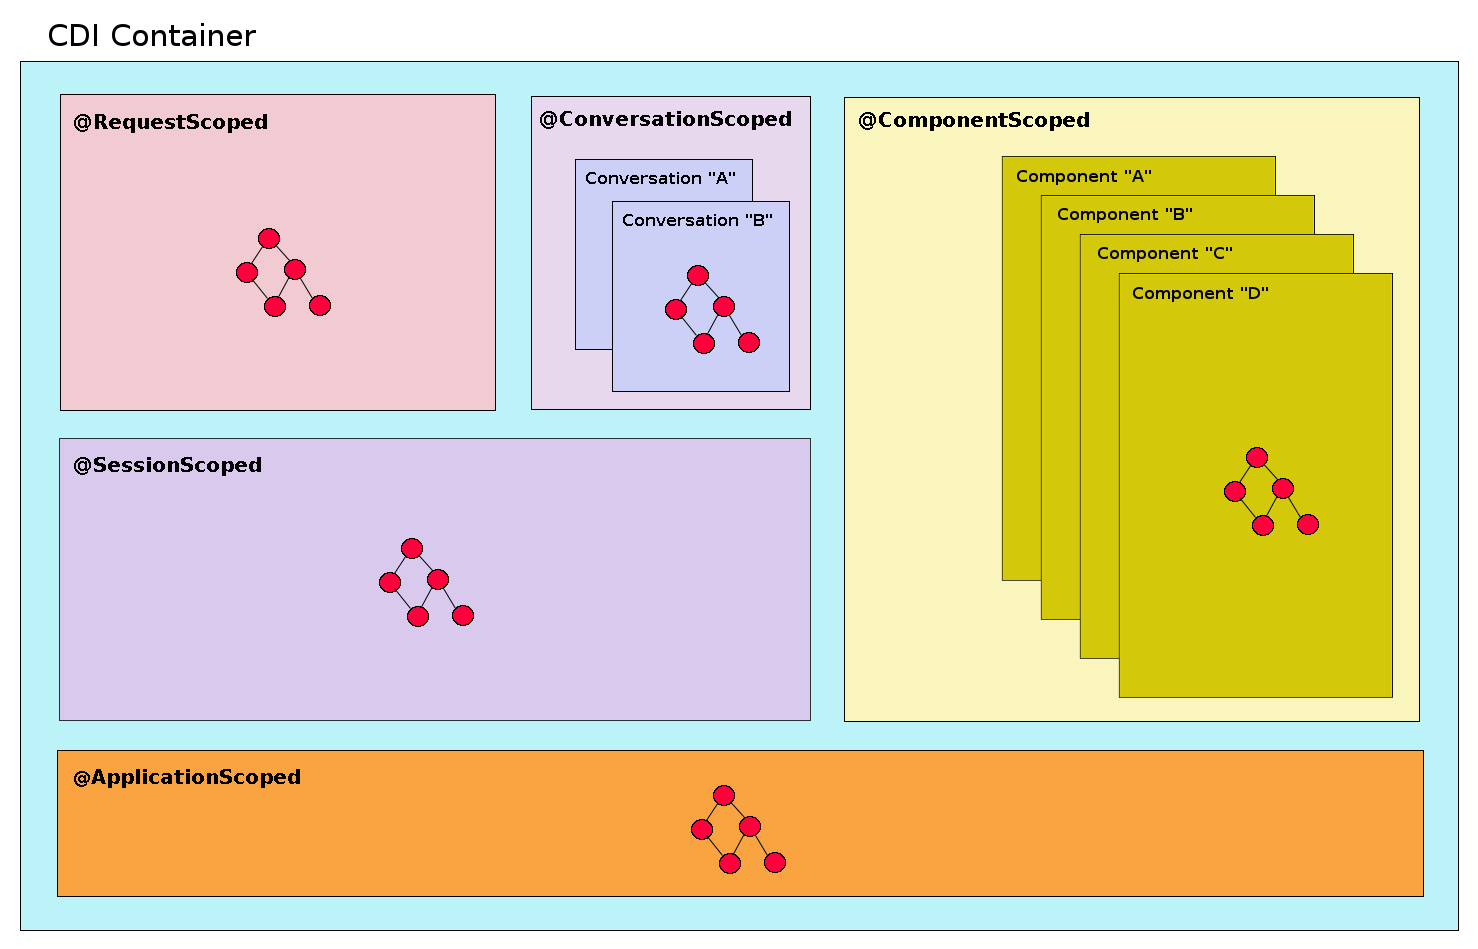 CDI Container
@RequestScoped
@ConversationScoped
Conversation "A"
Conversation "B"
@ComponentScoped
Component "A"
Component "B"
Component "C"
Component "D"
@SessionScoped
@ApplicationScoped